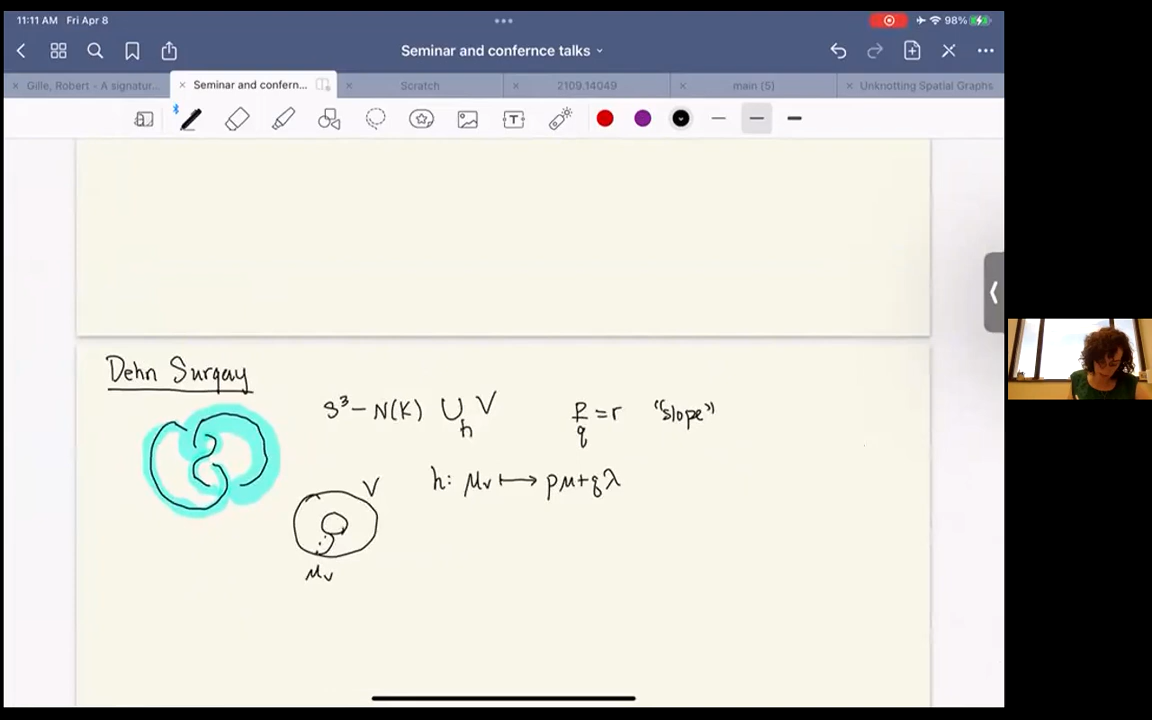 11:11 AM Fri Apr 8
98%
Seminar and confernce talks
Gille, Robert - A signatur...
Seminar and confern...
Scratch
2109.14049
main (5)
Unknotting Spatial Graphs
T
Dehn Surgay
S³ - N(K) ∪ₕ V
p/q = r "slope"
V
h: μᵥ ⟼ pμ+qλ
μᵥ